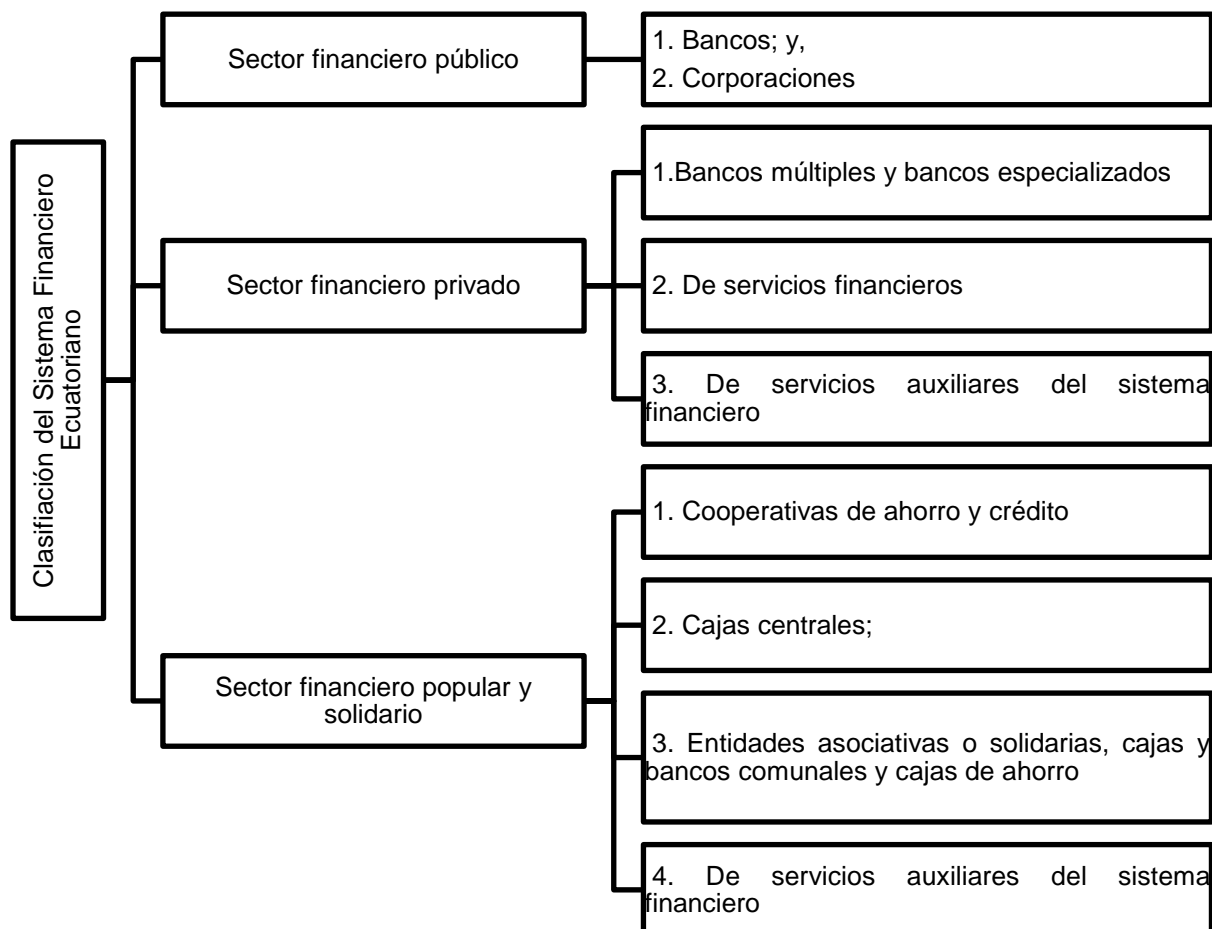 Clasifiación del Sistema Financiero
Ecuatoriano
Sector financiero público
1. Bancos; y,
2. Corporaciones
Sector financiero privado
1.Bancos múltiples y bancos especializados
2. De servicios financieros
3. De servicios auxiliares del sistema
financiero
Sector financiero popular y
solidario
1. Cooperativas de ahorro y crédito
2. Cajas centrales;
3. Entidades asociativas o solidarias, cajas y
bancos comunales y cajas de ahorro
4. De servicios auxiliares del sistema
financiero